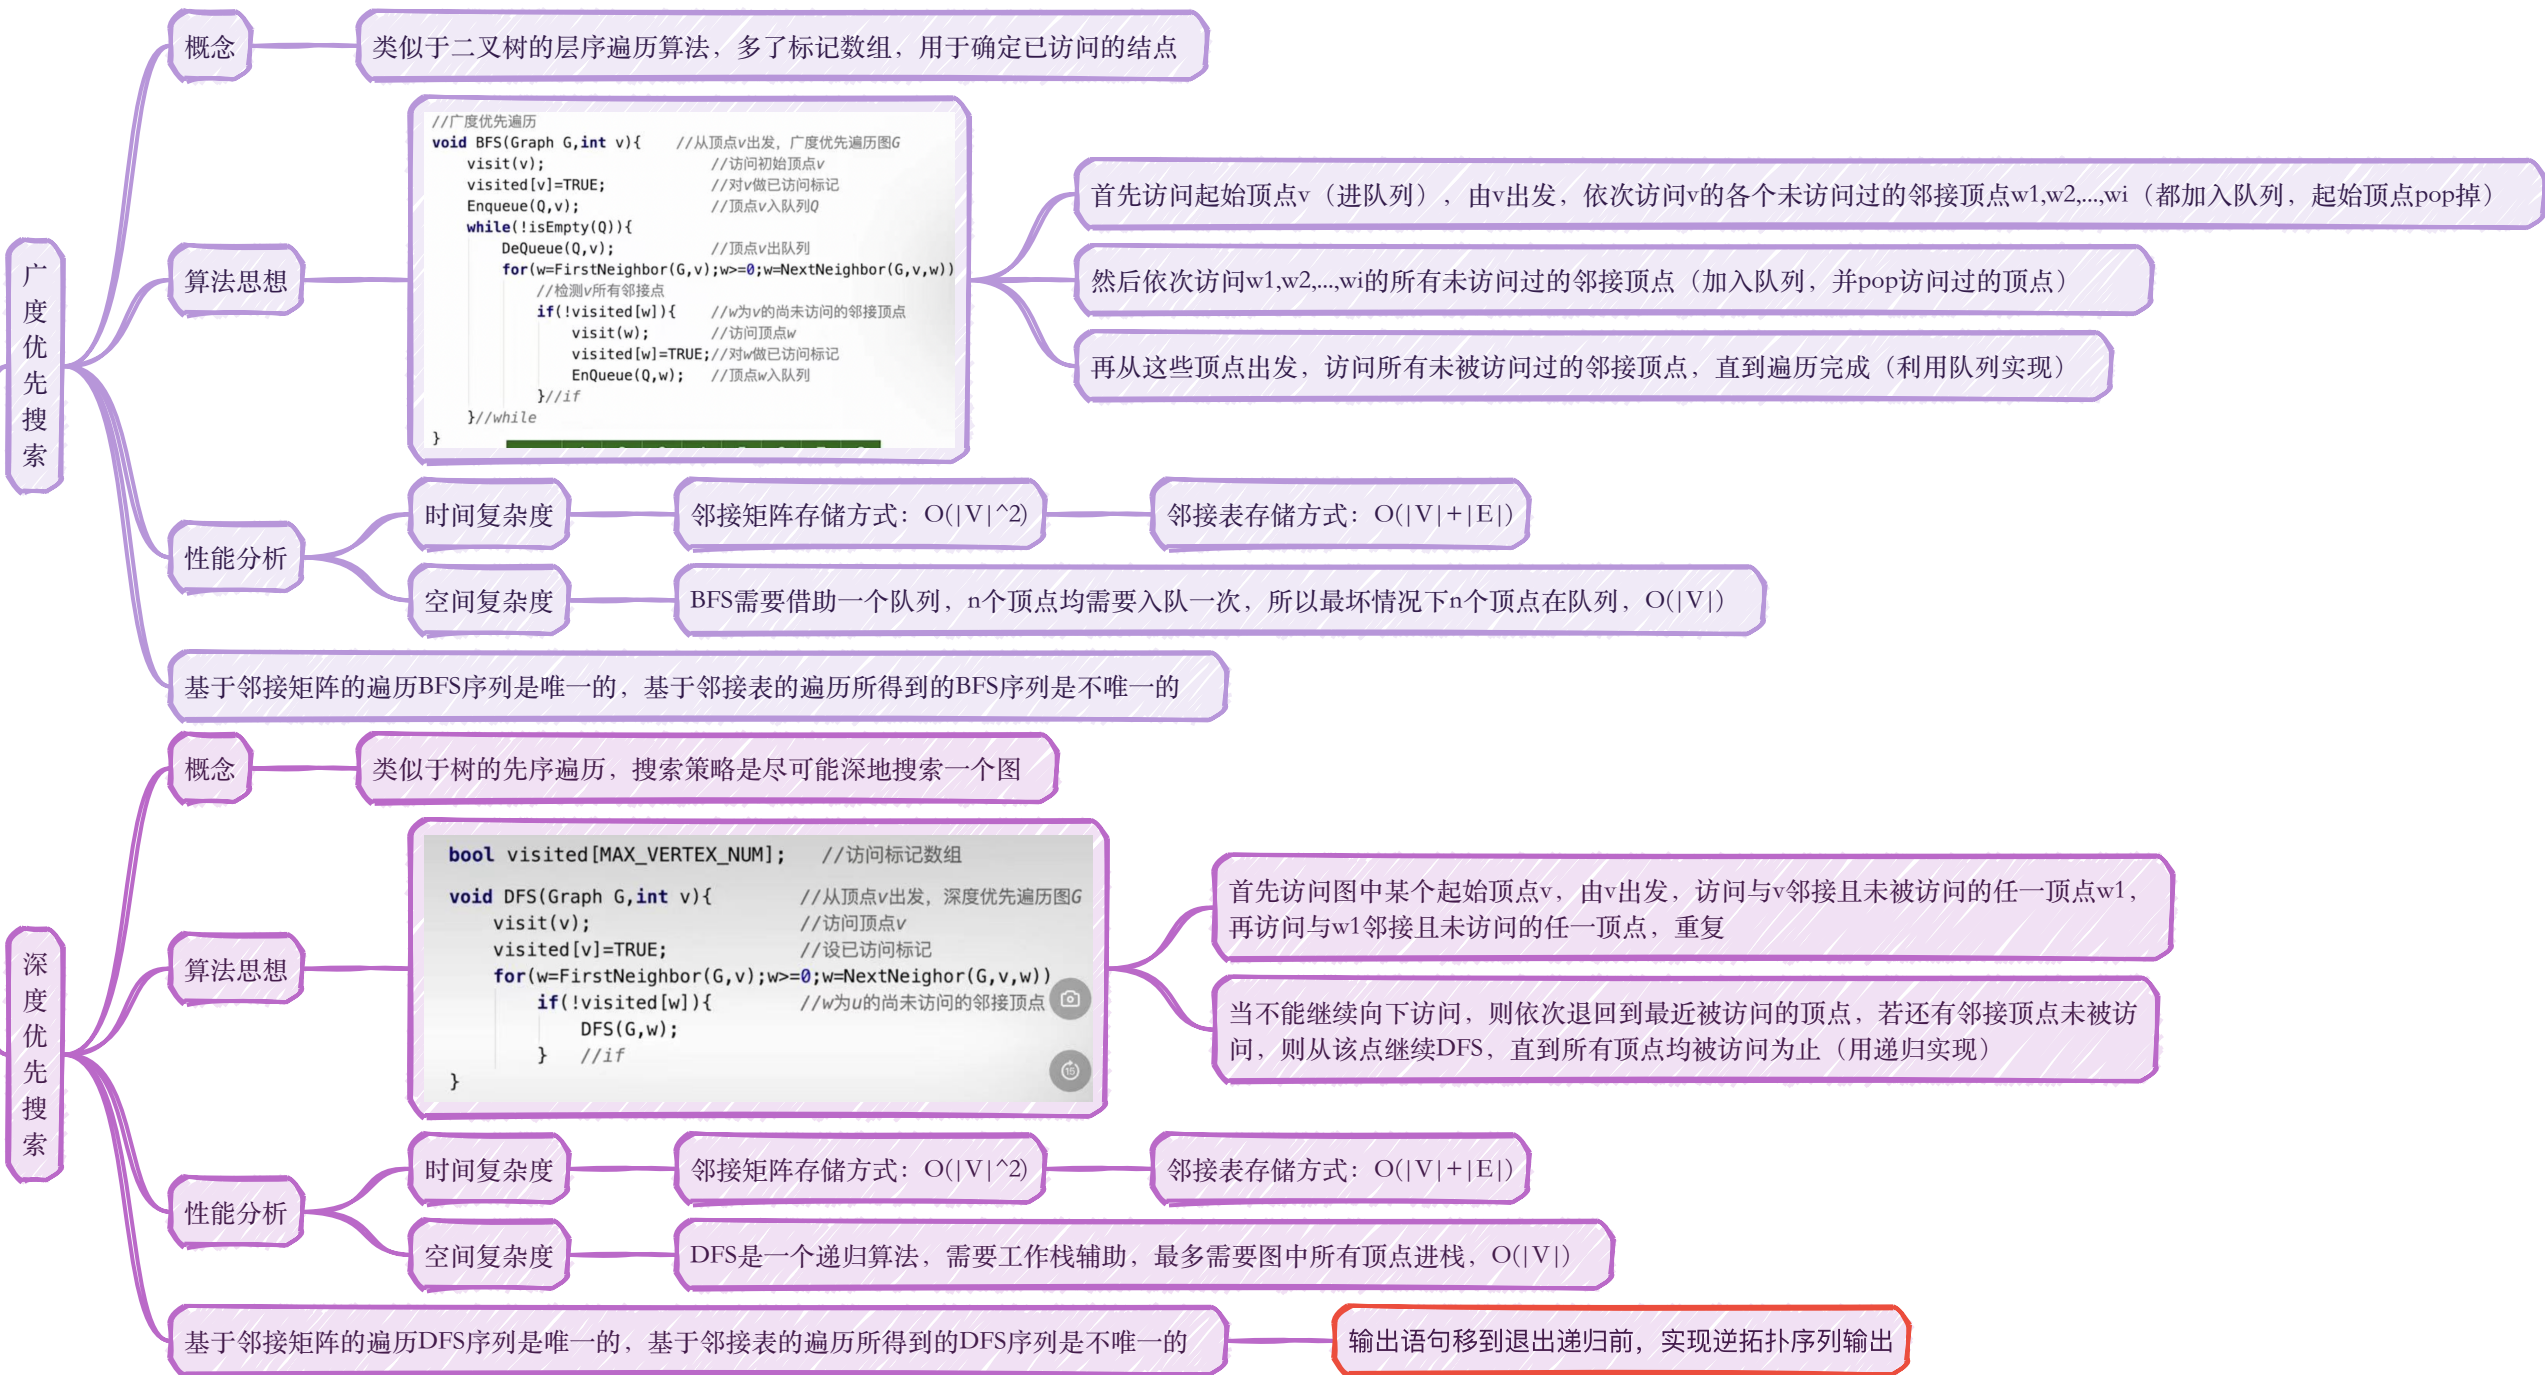 广度优先搜索
概念
类似于二叉树的层序遍历算法，多了标记数组，用于确定已访问的结点
算法思想
//广度优先遍历
void BFS(Graph G,int v){    //从顶点v出发，广度优先遍历图G
    visit(v);    //访问初始顶点v
    visited[v]=TRUE;    //对v做已访问标记
    Enqueue(Q,v);    //顶点v入队列Q
    while(!isEmpty(Q)){
        DeQueue(Q,v);    //顶点v出队列
        for(w=FirstNeighbor(G,v);w>=0;w=NextNeighbor(G,v,w))
            //检测v所有邻接点
            if(!visited[w]){    //w为v的尚未访问的邻接顶点
                visit(w);    //访问顶点w
                visited[w]=TRUE;//对w做已访问标记
                EnQueue(Q,w);    //顶点w入队列
            }//if
    }//while
}
首先访问起始顶点v（进队列），由v出发，依次访问v的各个未访问过的邻接顶点w1,w2,...,wi（都加入队列，起始顶点pop掉）
然后依次访问w1,w2,...,wi的所有未访问过的邻接顶点（加入队列，并pop访问过的顶点）
再从这些顶点出发，访问所有未被访问过的邻接顶点，直到遍历完成（利用队列实现）
性能分析
时间复杂度
邻接矩阵存储方式：O(|V|^2)
邻接表存储方式：O(|V|+|E|)
空间复杂度
BFS需要借助一个队列，n个顶点均需要入队一次，所以最坏情况下n个顶点在队列，O(|V|)
基于邻接矩阵的遍历BFS序列是唯一的，基于邻接表的遍历所得到的BFS序列是不唯一的
深度优先搜索
概念
类似于树的先序遍历，搜索策略是尽可能深地搜索一个图
算法思想
bool visited[MAX_VERTEX_NUM];    //访问标记数组
void DFS(Graph G,int v){    //从顶点v出发，深度优先遍历图G
    visit(v);    //访问顶点v
    visited[v]=TRUE;    //设已访问标记
    for(w=FirstNeighbor(G,v);w>=0;w=NextNeighor(G,v,w))
        if(!visited[w]){    //w为u的尚未访问的邻接顶点
            DFS(G,w);
        }    //if
}
15
首先访问图中某个起始顶点v，由v出发，访问与v邻接且未被访问的任一顶点w1，
再访问与w1邻接且未访问的任一顶点，重复
当不能继续向下访问，则依次退回到最近被访问的顶点，若还有邻接顶点未被访
问，则从该点继续DFS，直到所有顶点均被访问为止（用递归实现）
性能分析
时间复杂度
邻接矩阵存储方式：O(|V|^2)
邻接表存储方式：O(|V|+|E|)
空间复杂度
DFS是一个递归算法，需要工作栈辅助，最多需要图中所有顶点进栈，O(|V|)
基于邻接矩阵的遍历DFS序列是唯一的，基于邻接表的遍历所得到的DFS序列是不唯一的
输出语句移到退出递归前，实现逆拓扑序列输出